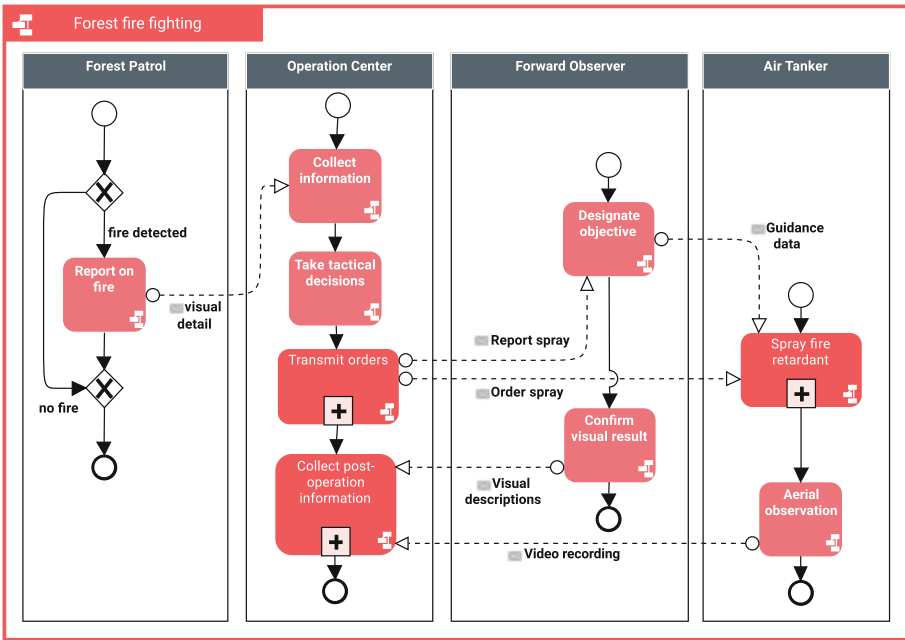 Forest fire fighting
Forest Patrol
Operation Center
Forward Observer
Air Tanker
Collect
information
Designate
objective
Guidance
data
fire detected
Report on
fire
Take tactical
decisions
visual
detail
Report spray
Transmit orders
Spray fire
retardant
Order spray
no fire
Confirm
visual result
Collect post-
operation
information
Visual
descriptions
Aerial
observation
Video recording